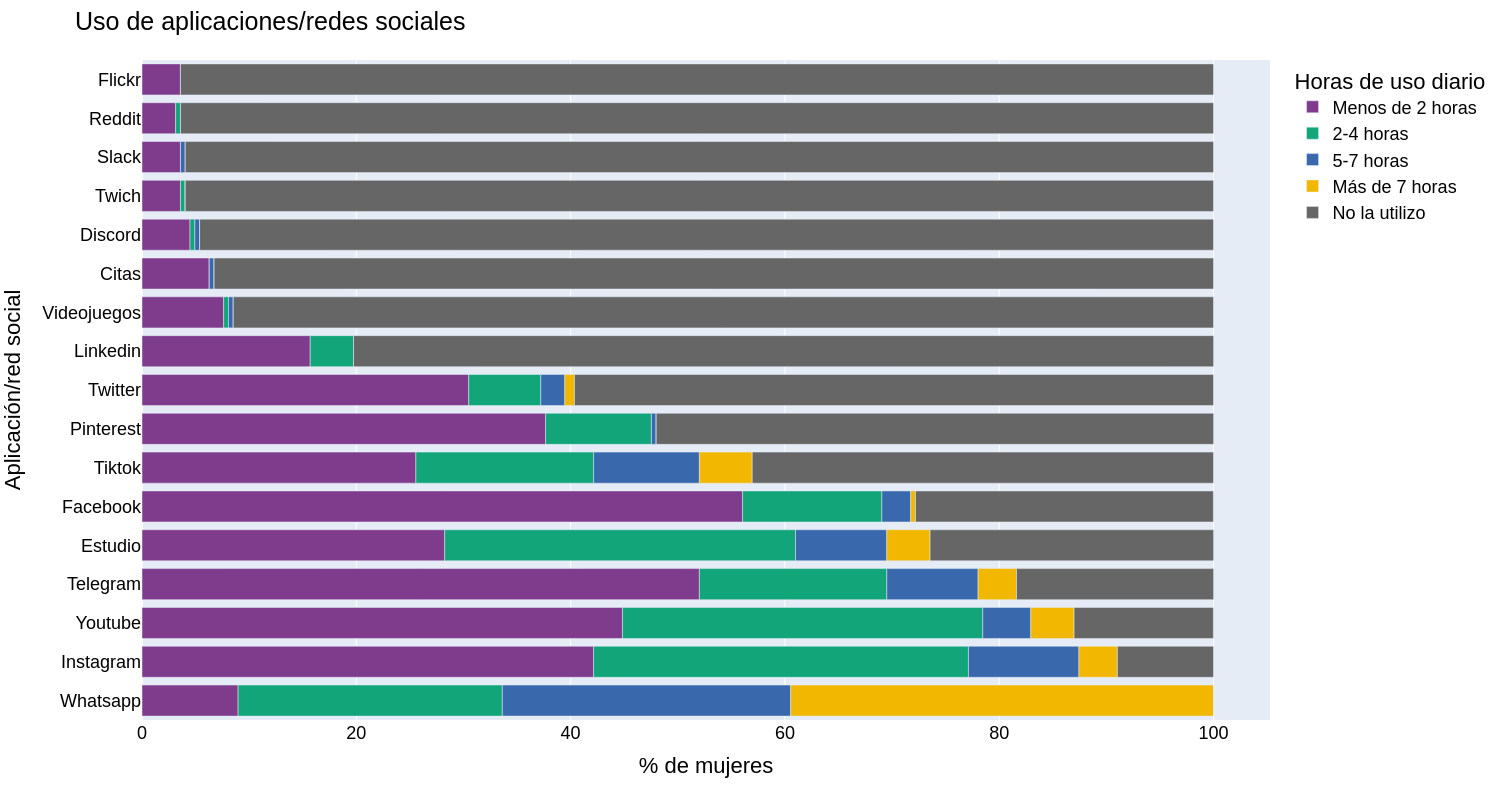 Uso de aplicaciones/redes sociales
Aplicación/red social
Flickr
Reddit
Slack
Twich
Discord
Citas
Videojuegos
Linkedin
Twitter
Pinterest
Tiktok
Facebook
Estudio
Telegram
Youtube
Instagram
Whatsapp
0 20 40 60 80 100
% de mujeres
Horas de uso diario
Menos de 2 horas
2-4 horas
5-7 horas
Más de 7 horas
No la utilizo